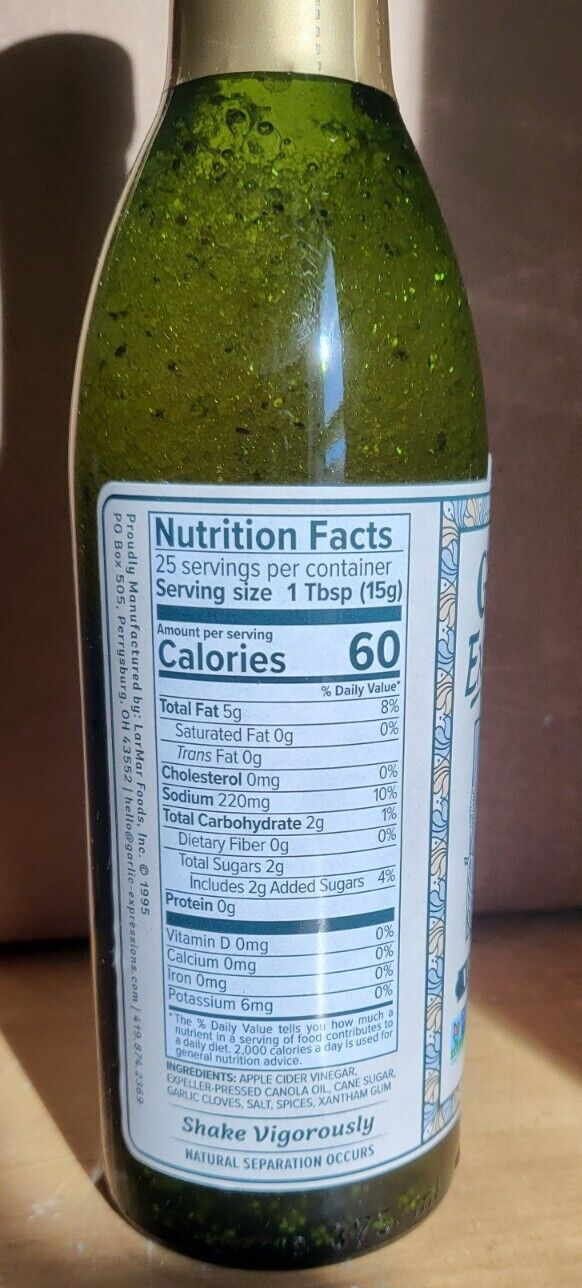 Nutrition Facts
25 servings per container
Serving size 1 Tbsp (15g)
Amount per serving
Calories 60
% Daily Value*
Total Fat 5g 8%
Saturated Fat 0g 0%
Trans Fat 0g
Cholesterol 0mg 0%
Sodium 220mg 10%
Total Carbohydrate 2g 1%
Dietary Fiber 0g 0%
Total Sugars 2g
Includes 2g Added Sugars 4%
Protein 0g
Vitamin D 0mg 0%
Calcium 0mg 0%
Iron 0mg 0%
Potassium 6mg 0%
*The % Daily Value tells you how much a
nutrient in a serving of food contributes to
a daily diet. 2,000 calories a day is used for
general nutrition advice.
INGREDIENTS: APPLE CIDER VINEGAR,
EXPELLER-PRESSED CANOLA OIL, CANE SUGAR,
GARLIC CLOVES, SALT, SPICES, XANTHAM GUM
Shake Vigorously
NATURAL SEPARATION OCCURS
Proudly Manufactured by: LarMar Foods, Inc. © 1995
PO Box 505, Perrysburg, OH 43552 | hello@garlic-expressions.com | 419.874.2369
G
E
375 ml